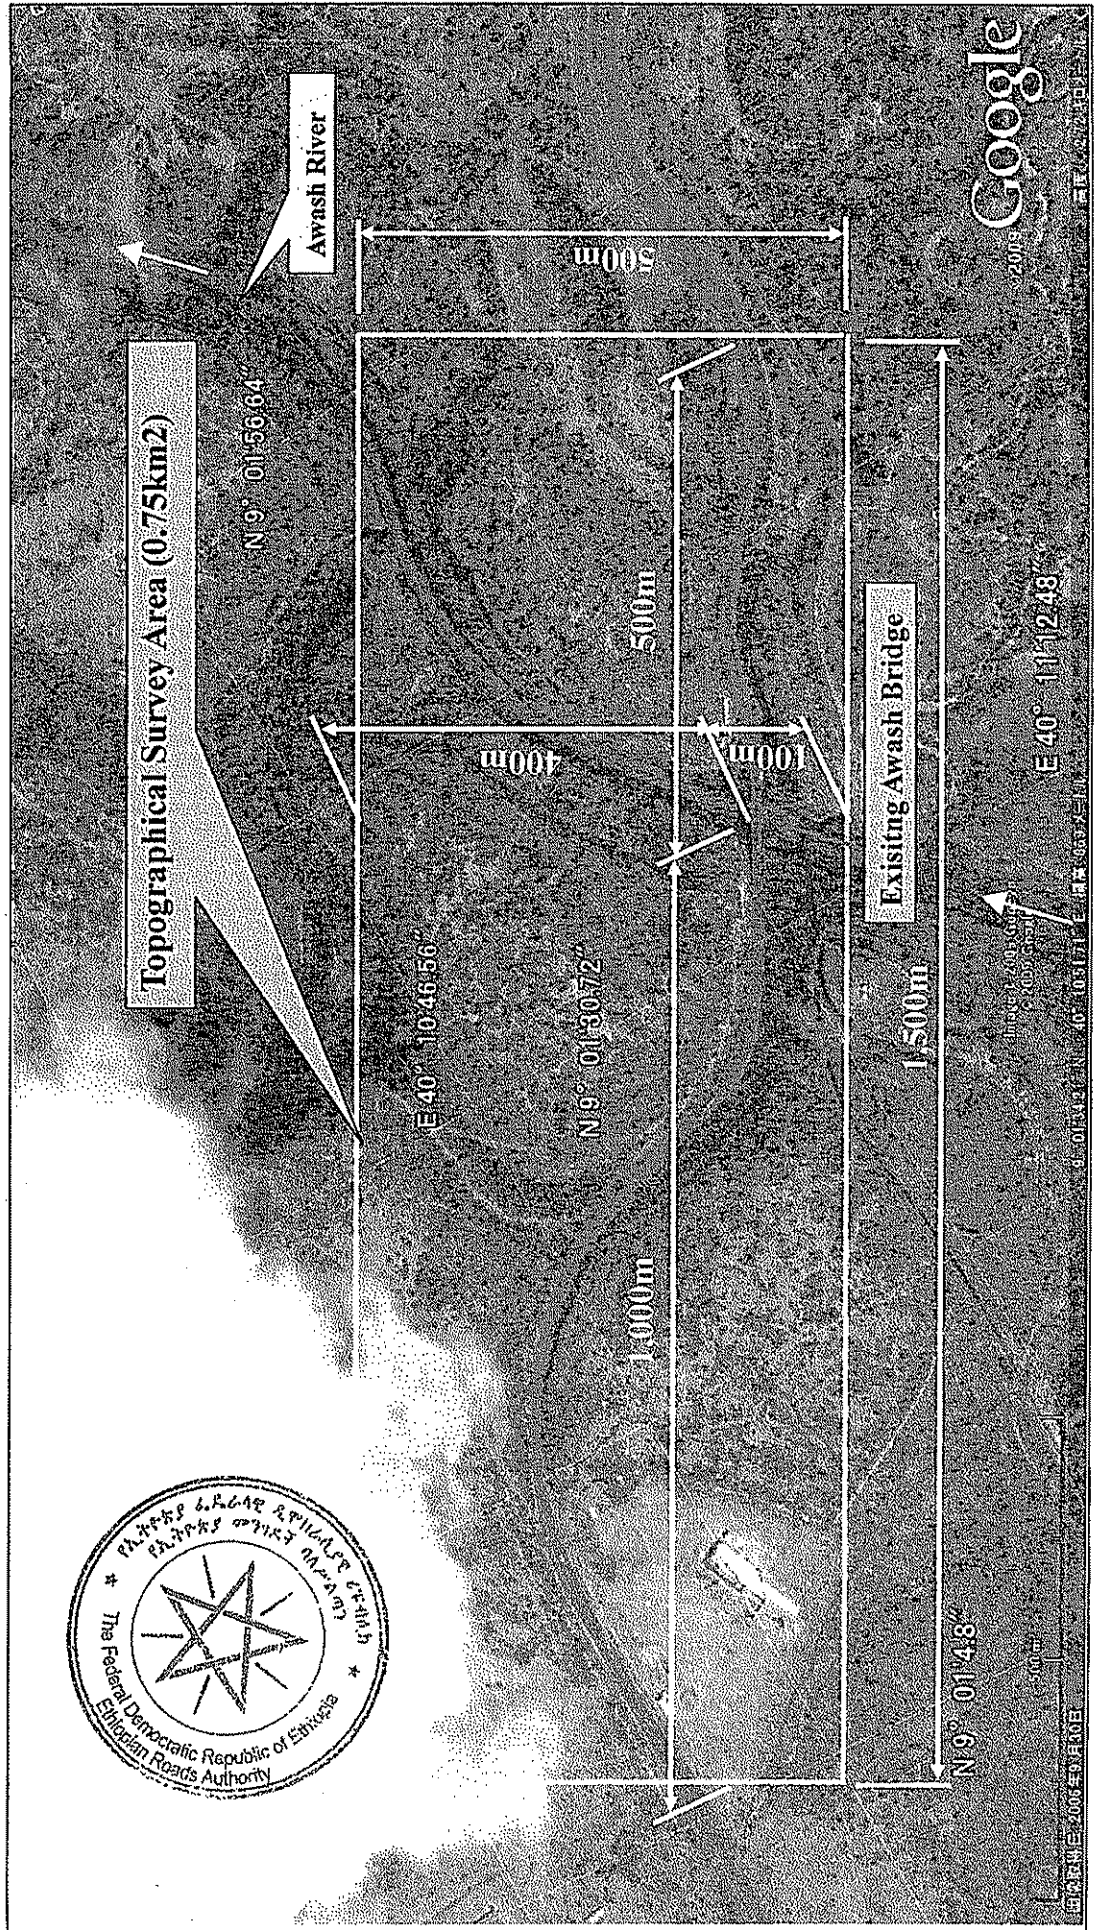 Topographical Survey Area (0.75km2)
Awash River
N 9° 01'56.64"
500m
E 40° 10'46.56"
N 9° 01'30.72"
400m
100m
500m
1,000m
Exisitng Awash Bridge
1,500m
N 9° 01'4.8"
E 40° 11'12.48"
2009 Google
The Federal Democratic Republic of Ethiopia
Ethiopian Roads Authority